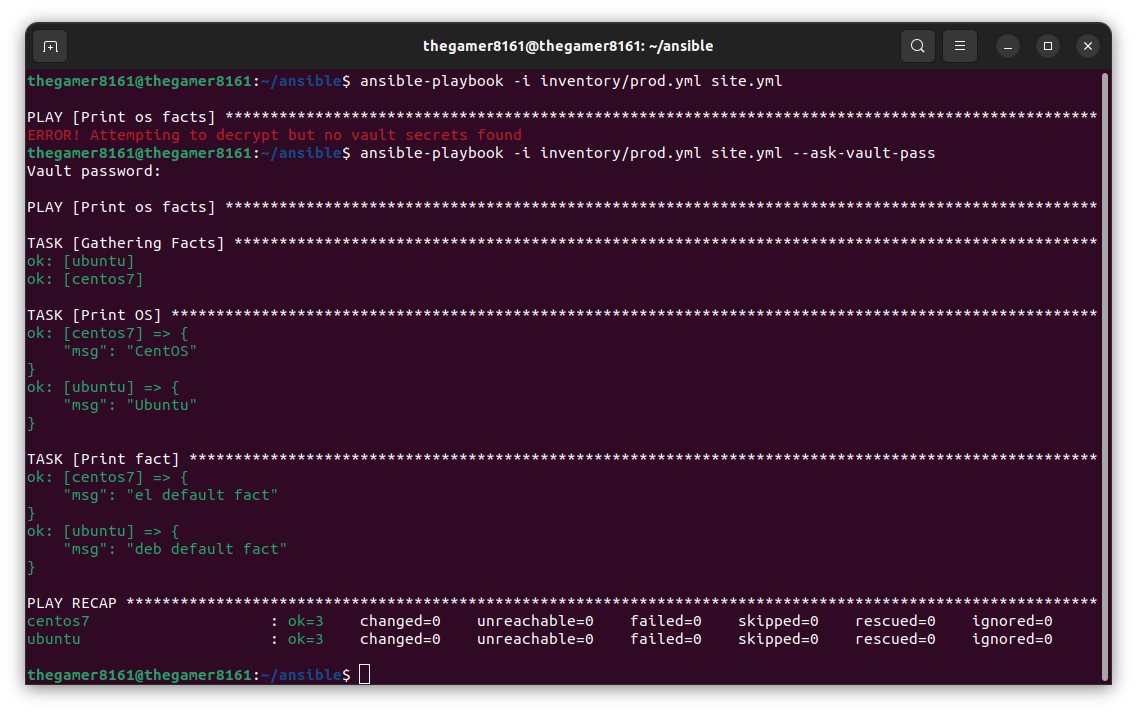 thegamer8161@thegamer8161: ~/ansible
thegamer8161@thegamer8161:~/ansible$ ansible-playbook -i inventory/prod.yml site.yml
PLAY [Print os facts] *************************************************************************************************
ERROR! Attempting to decrypt but no vault secrets found
thegamer8161@thegamer8161:~/ansible$ ansible-playbook -i inventory/prod.yml site.yml --ask-vault-pass
Vault password:
PLAY [Print os facts] *************************************************************************************************
TASK [Gathering Facts] ************************************************************************************************
ok: [ubuntu]
ok: [centos7]
TASK [Print OS] *******************************************************************************************************
ok: [centos7] => {
    "msg": "CentOS"
}
ok: [ubuntu] => {
    "msg": "Ubuntu"
}
TASK [Print fact] *****************************************************************************************************
ok: [centos7] => {
    "msg": "el default fact"
}
ok: [ubuntu] => {
    "msg": "deb default fact"
}
PLAY RECAP ************************************************************************************************************
centos7                    : ok=3    changed=0    unreachable=0    failed=0    skipped=0    rescued=0    ignored=0
ubuntu                     : ok=3    changed=0    unreachable=0    failed=0    skipped=0    rescued=0    ignored=0
thegamer8161@thegamer8161:~/ansible$